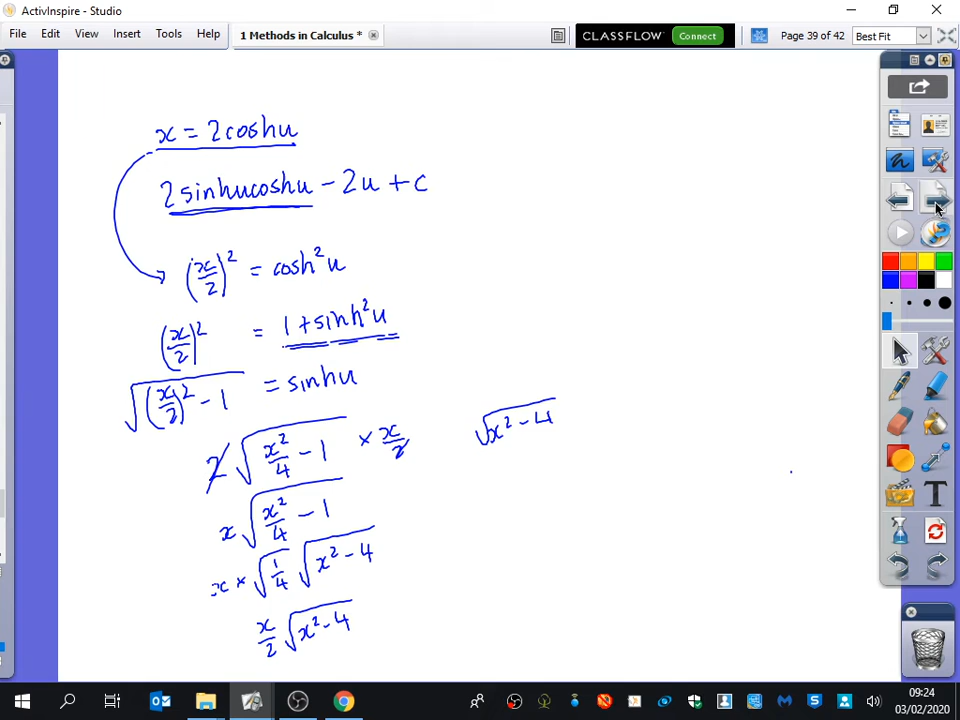 ActivInspire - Studio
File Edit View Insert Tools Help
1 Methods in Calculus *
CLASSFLOW Connect
Page 39 of 42
Best Fit
x = 2coshu
2sinhucoshu - 2u + c
(x/2)² = cosh²u
(x/2)² = 1 + sinh²u
√((x/2)² - 1) = sinhu
2√(x²/4 - 1) × x/2
√(x² - 4)
x√(x²/4 - 1)
x × √(1/4) √(x² - 4)
x/2 √(x² - 4)
09:24
03/02/2020